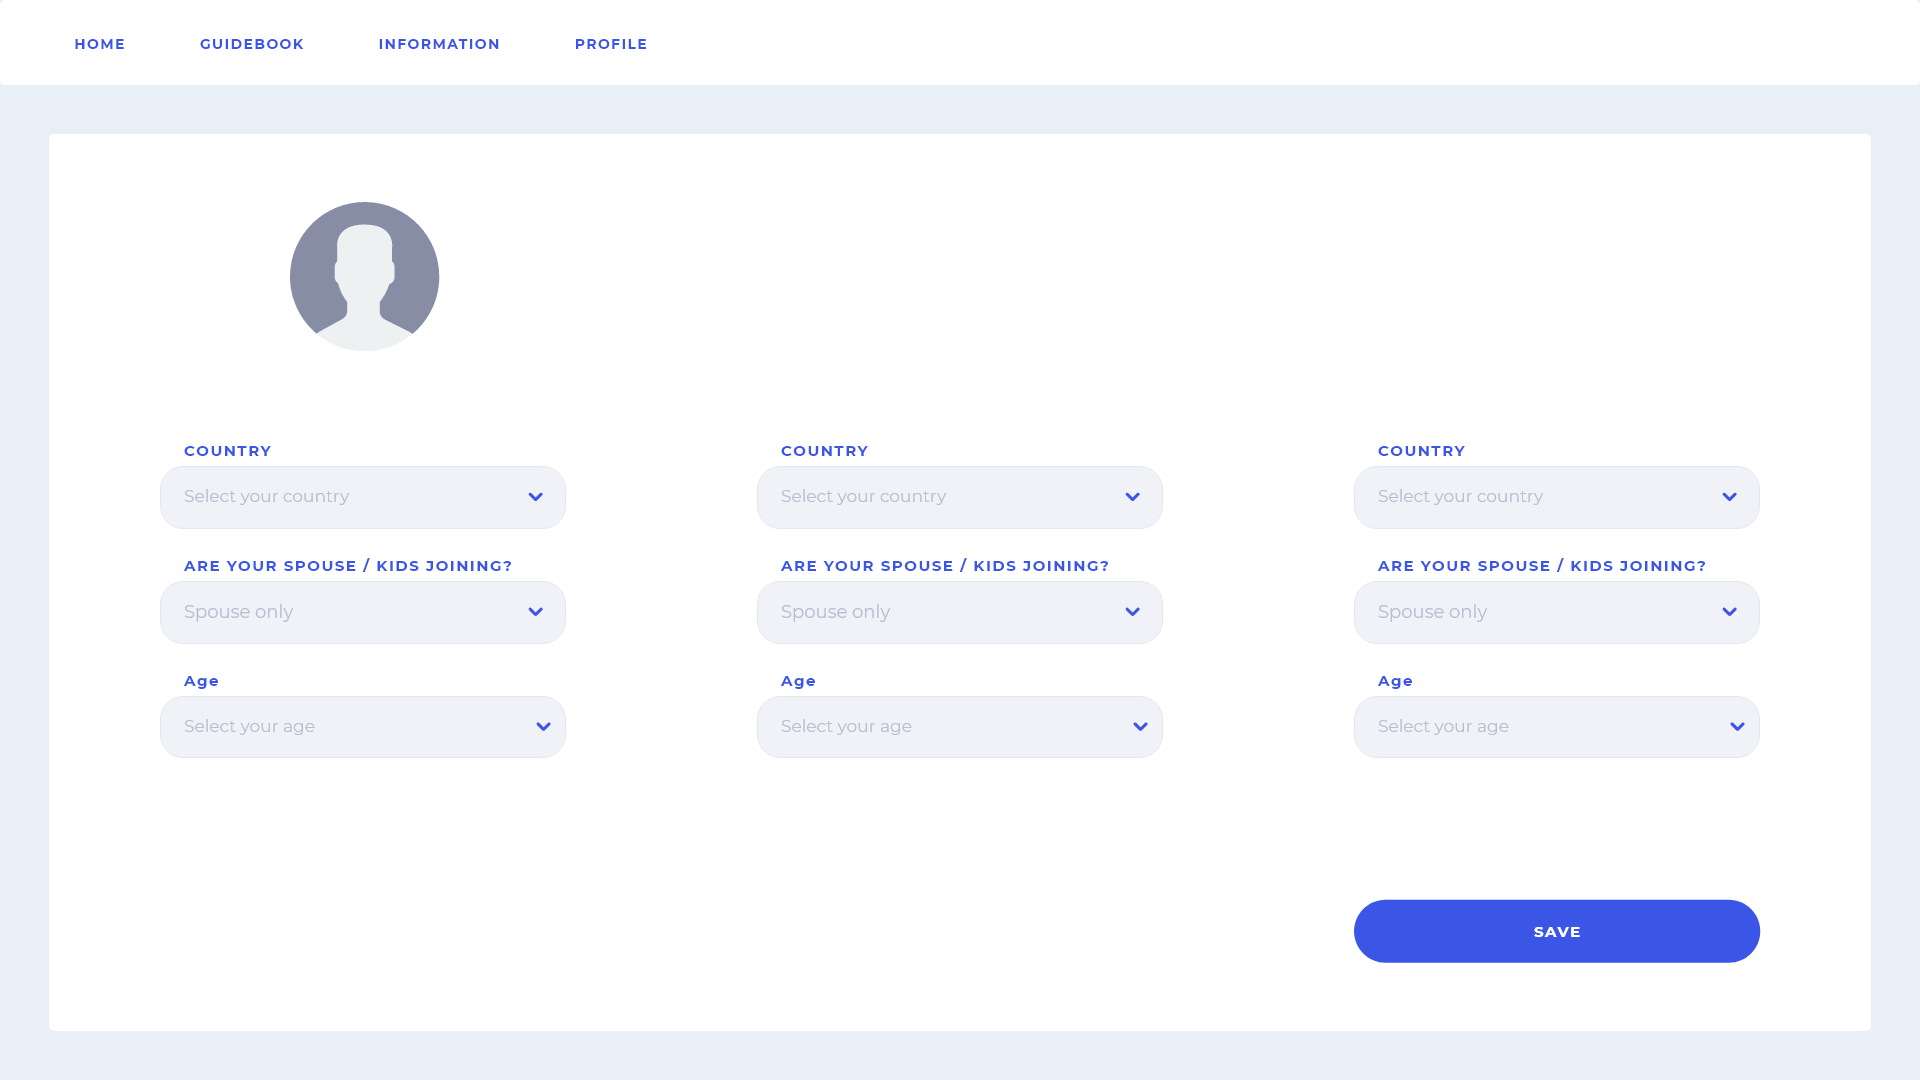 HOME GUIDEBOOK INFORMATION PROFILE
COUNTRY COUNTRY COUNTRY
Select your country Select your country Select your country
ARE YOUR SPOUSE / KIDS JOINING? ARE YOUR SPOUSE / KIDS JOINING? ARE YOUR SPOUSE / KIDS JOINING?
Spouse only Spouse only Spouse only
Age Age Age
Select your age Select your age Select your age
SAVE